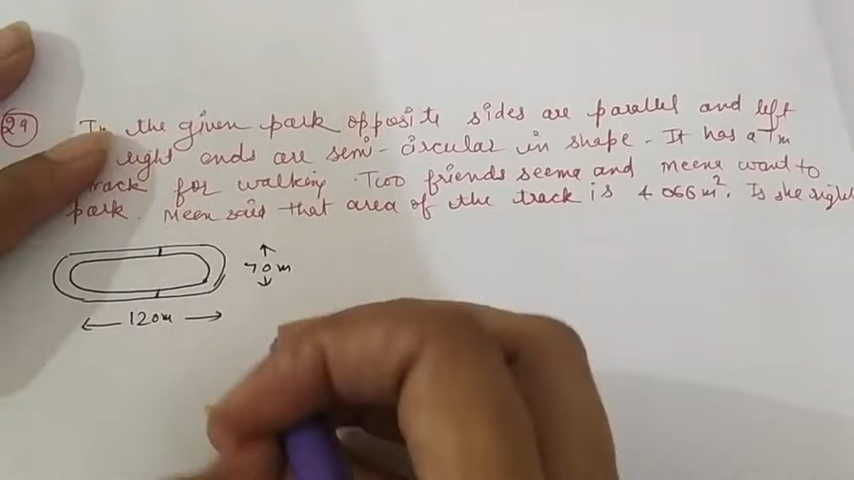 29 In the given park opposite sides are parallel and left
right ends are semi-circular in shape. It has a 7m
track for walking. Two friends seema and meena want to
park. Meen said that area of the track is 4066 m². Is she right
70 m
120m